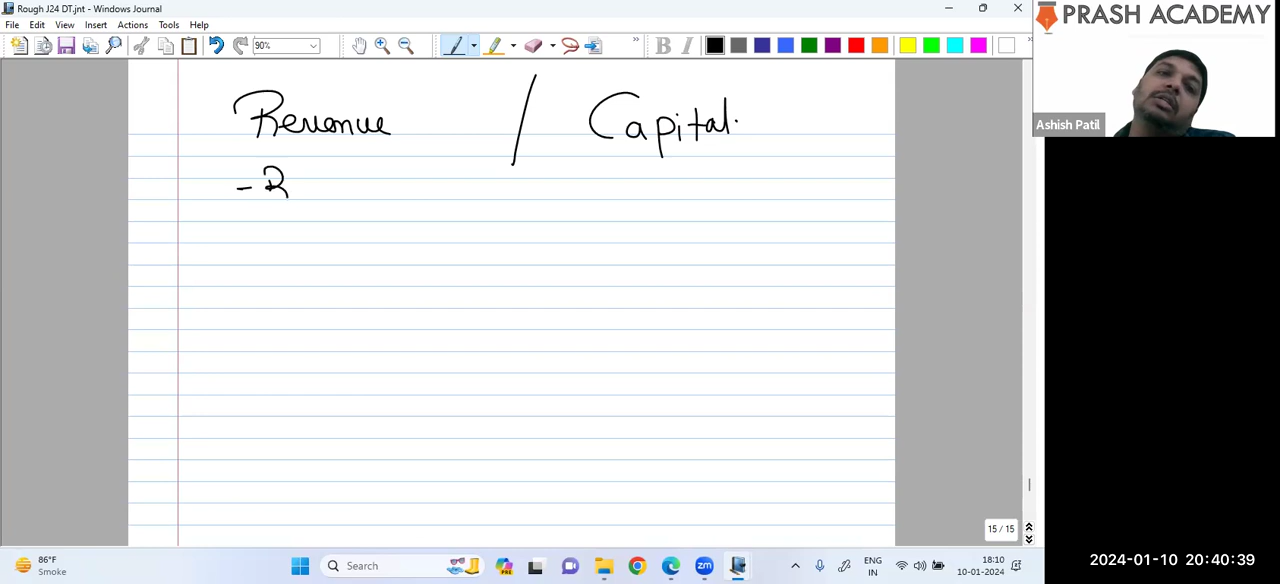 Rough J24 DT.jnt - Windows Journal
PRASH ACADEMY
File Edit View Insert Actions Tools Help
90%
B I
Ashish Patil
Revenue / Capital.
- R
15 / 15
86°F
Smoke
Search
ENG
IN
18:10
10-01-2024
2024-01-10 20:40:39